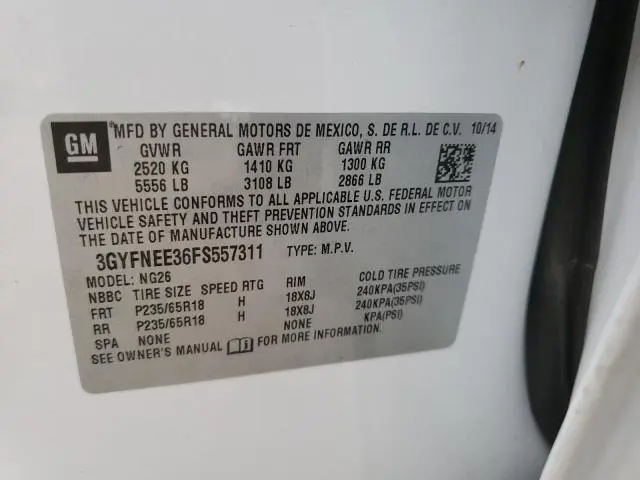 GM
®MFD BY GENERAL MOTORS DE MEXICO, S. DE R.L. DE C.V. 10/14
GVWR GAWR FRT GAWR RR
2520 KG 1410 KG 1300 KG
5556 LB 3108 LB 2866 LB
THIS VEHICLE CONFORMS TO ALL APPLICABLE U.S. FEDERAL MOTOR
VEHICLE SAFETY AND THEFT PREVENTION STANDARDS IN EFFECT ON
THE DATE OF MANUFACTURE SHOWN ABOVE.
3GYFNEE36FS557311 TYPE: M.P.V.
MODEL: NG26
NBBC TIRE SIZE SPEED RTG RIM COLD TIRE PRESSURE
FRT P235/65R18 H 18X8J 240KPA(35PSI)
RR P235/65R18 H 18X8J 240KPA(35PSI)
SPA NONE NONE KPA(PSI)
SEE OWNER'S MANUAL FOR MORE INFORMATION.